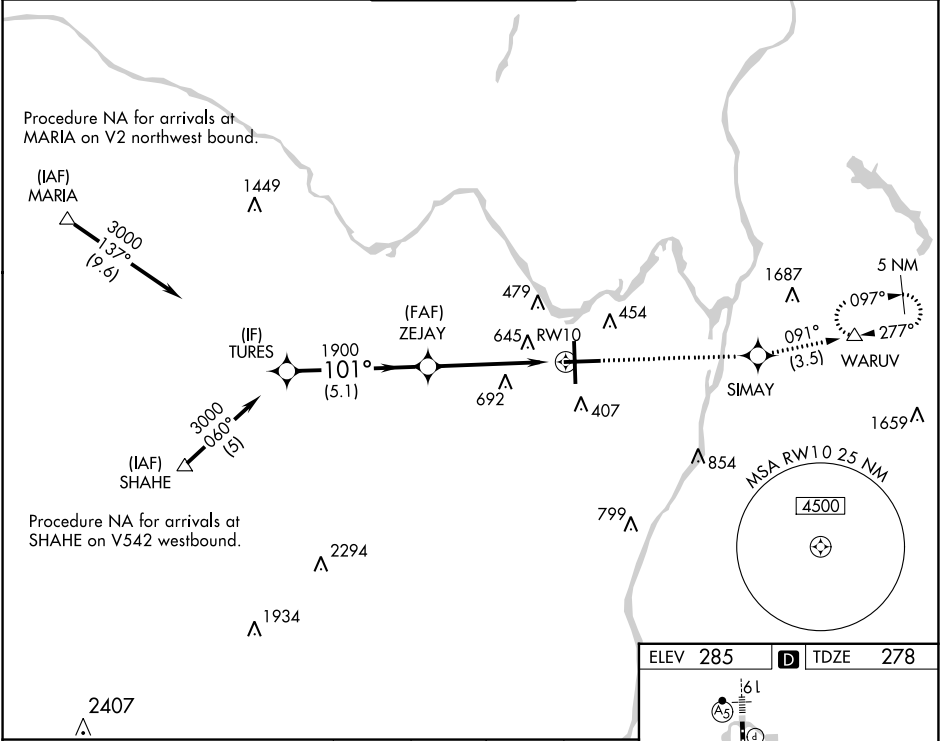 Procedure NA for arrivals at
MARIA on V2 northwest bound.
(IAF)
MARIA
3000
137°
(9.6)
1449
(IF)
TURES
1900
101°
(5.1)
(FAF)
ZEJAY
479
645
RW10
454
692
407
1687
5 NM
097°
277°
WARUV
091°
(3.5)
SIMAY
1659
3000
060°
(5)
(IAF)
SHAHE
Procedure NA for arrivals at
SHAHE on V542 westbound.
854
799
MSA RW10 25 NM
4500
2294
1934
2407
ELEV 285
D
TDZE 278
19
A5
P